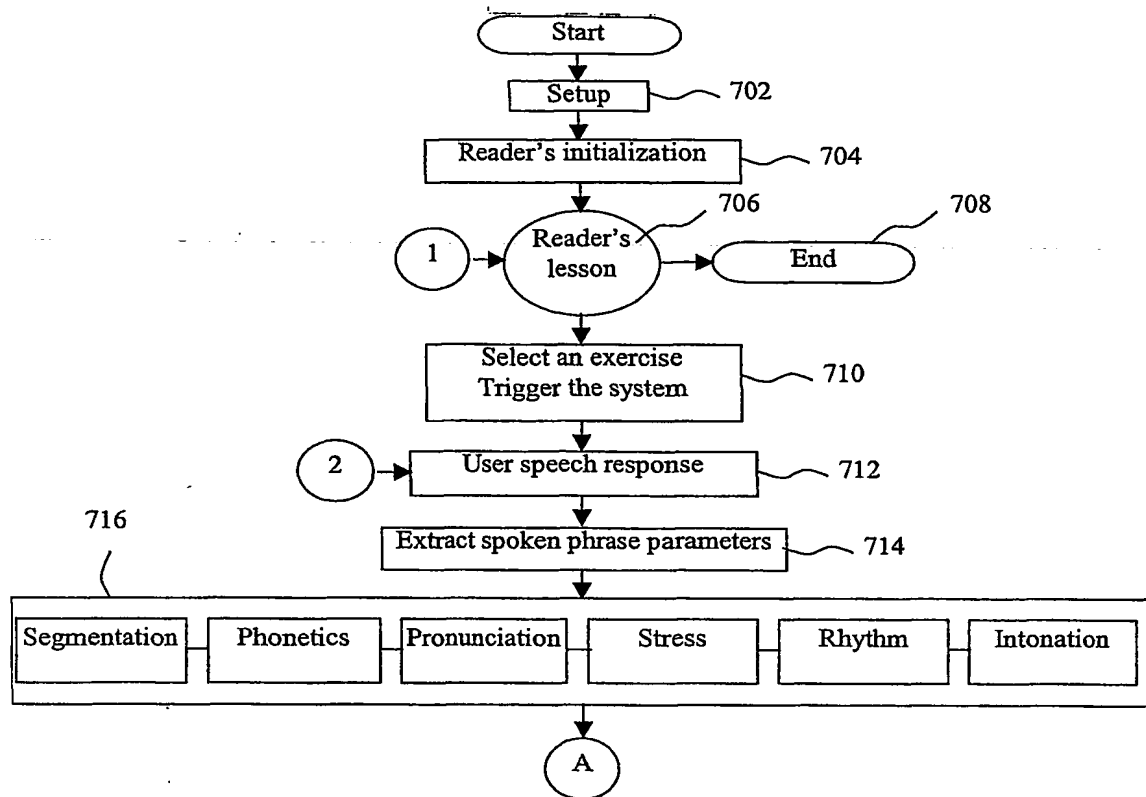 Start
Setup
702
Reader's initialization
704
706
708
1
Reader's
lesson
End
Select an exercise
Trigger the system
710
2
User speech response
712
716
Extract spoken phrase parameters
714
Segmentation
Phonetics
Pronunciation
Stress
Rhythm
Intonation
A